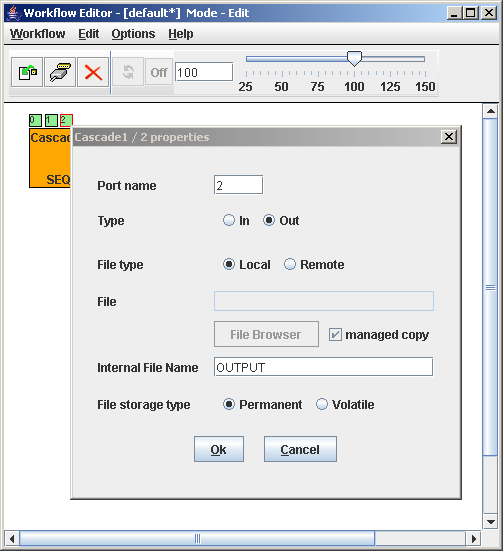 Workflow Editor - [default*] Mode - Edit
Workflow Edit Options Help
Off 100
25 50 75 100 125 150
0 1 2
Cascad
SEQ
Cascade1 / 2 properties
Port name 2
Type In Out
File type Local Remote
File
File Browser managed copy
Internal File Name OUTPUT
File storage type Permanent Volatile
Ok Cancel